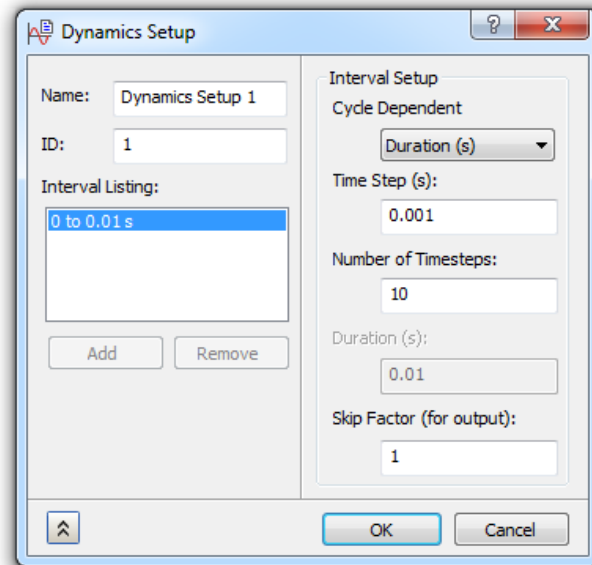 Dynamics Setup
Name: Dynamics Setup 1
ID: 1
Interval Listing:
0 to 0.01 s
Add Remove
Interval Setup
Cycle Dependent
Duration (s)
Time Step (s):
0.001
Number of Timesteps:
10
Duration (s):
0.01
Skip Factor (for output):
1
OK Cancel